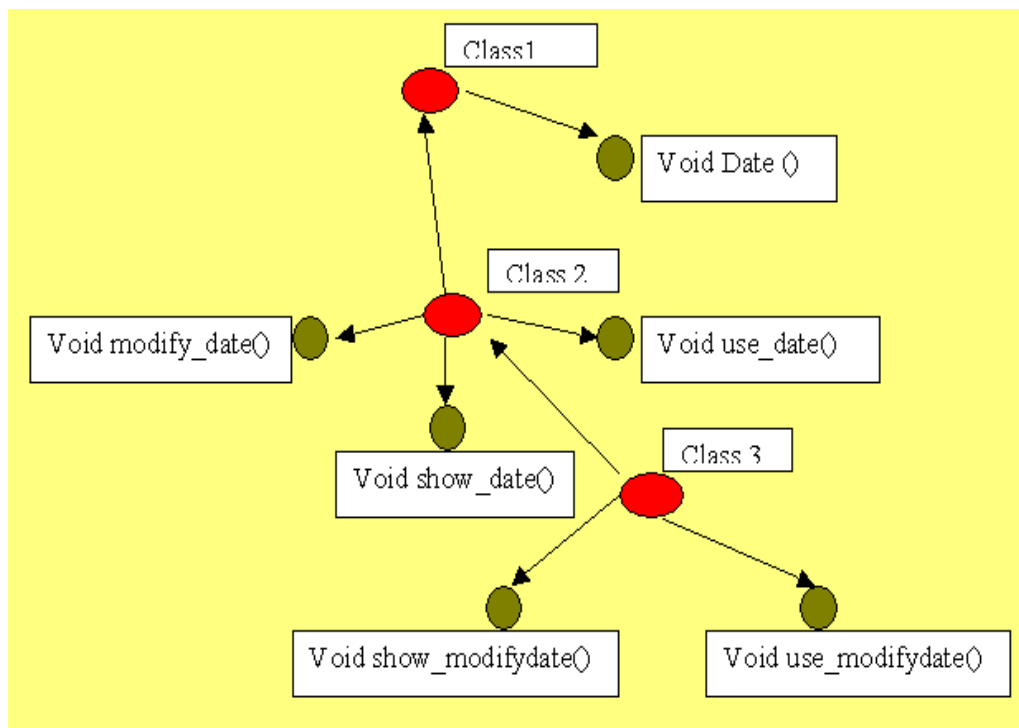 Class1
Void Date ()
Class 2
Void modify_date()
Void use_date()
Void show_date()
Class 3
Void show_modifydate()
Void use_modifydate()